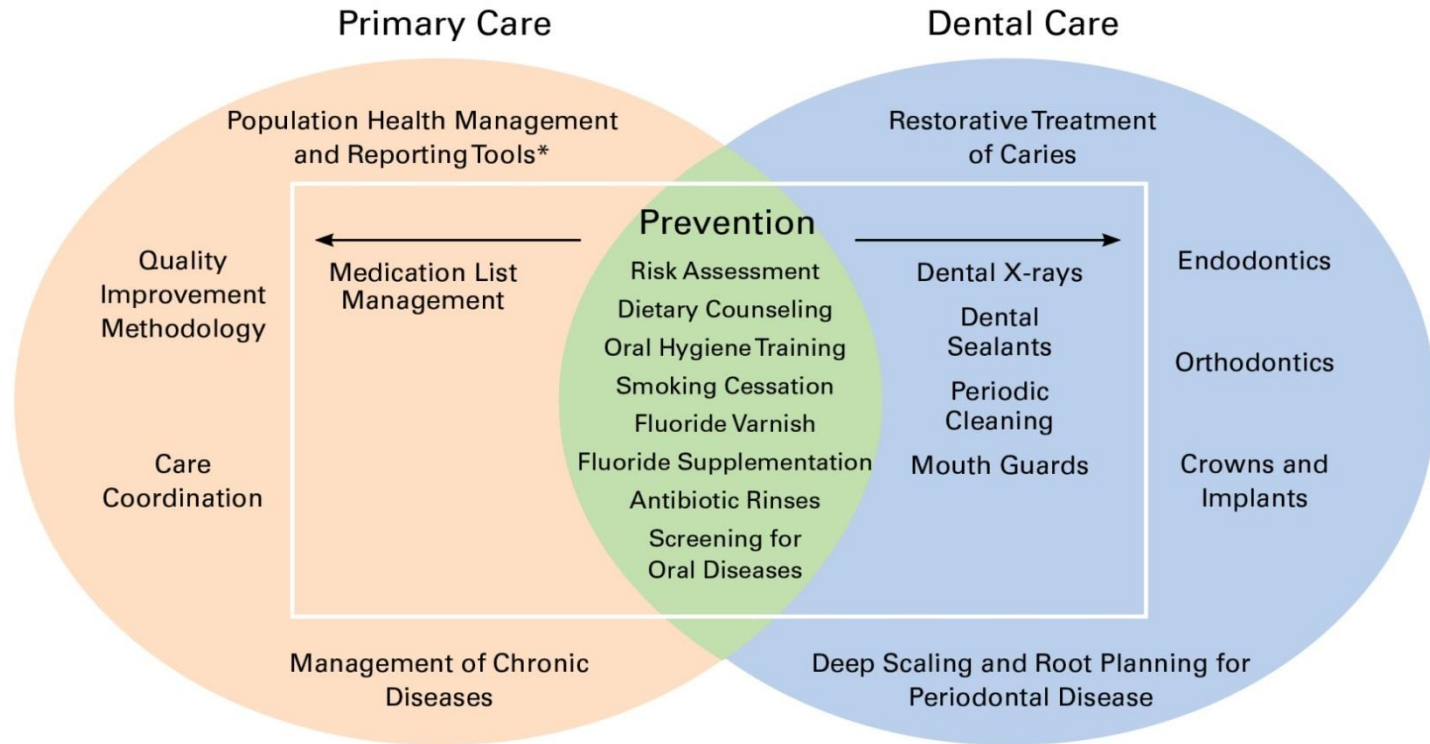 Primary Care
Dental Care
Population Health Management
and Reporting Tools*
Quality
Improvement
Methodology
Care
Coordination
Medication List
Management
Management of Chronic
Diseases
Prevention
Risk Assessment
Dietary Counseling
Oral Hygiene Training
Smoking Cessation
Fluoride Varnish
Fluoride Supplementation
Antibiotic Rinses
Screening for
Oral Diseases
Restorative Treatment
of Caries
Dental X-rays
Dental
Sealants
Periodic
Cleaning
Mouth Guards
Endodontics
Orthodontics
Crowns and
Implants
Deep Scaling and Root Planning for
Periodontal Disease